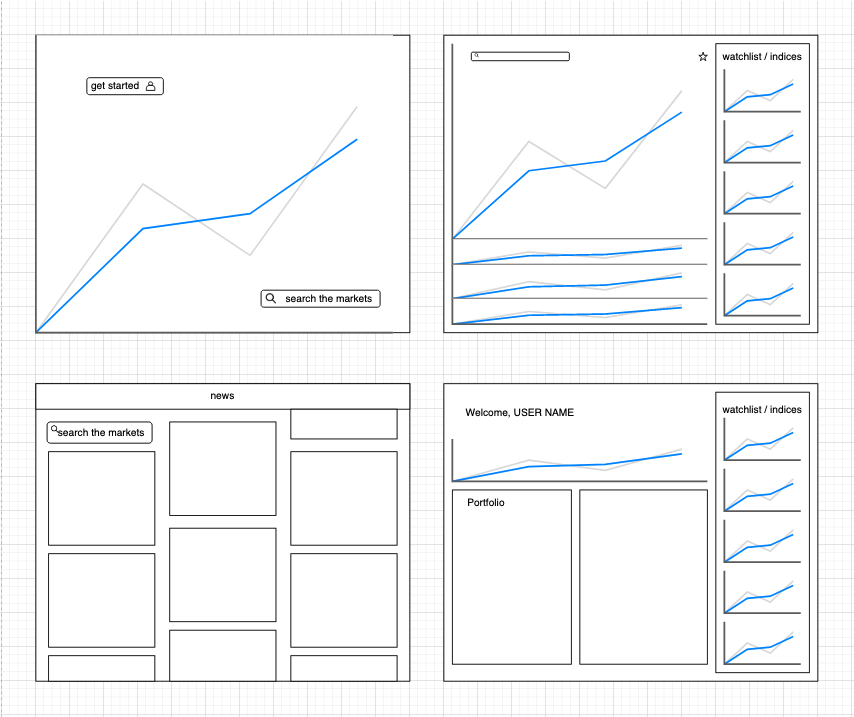 get started
search the markets
watchlist / indices
news
search the markets
Welcome, USER NAME
Portfolio
watchlist / indices